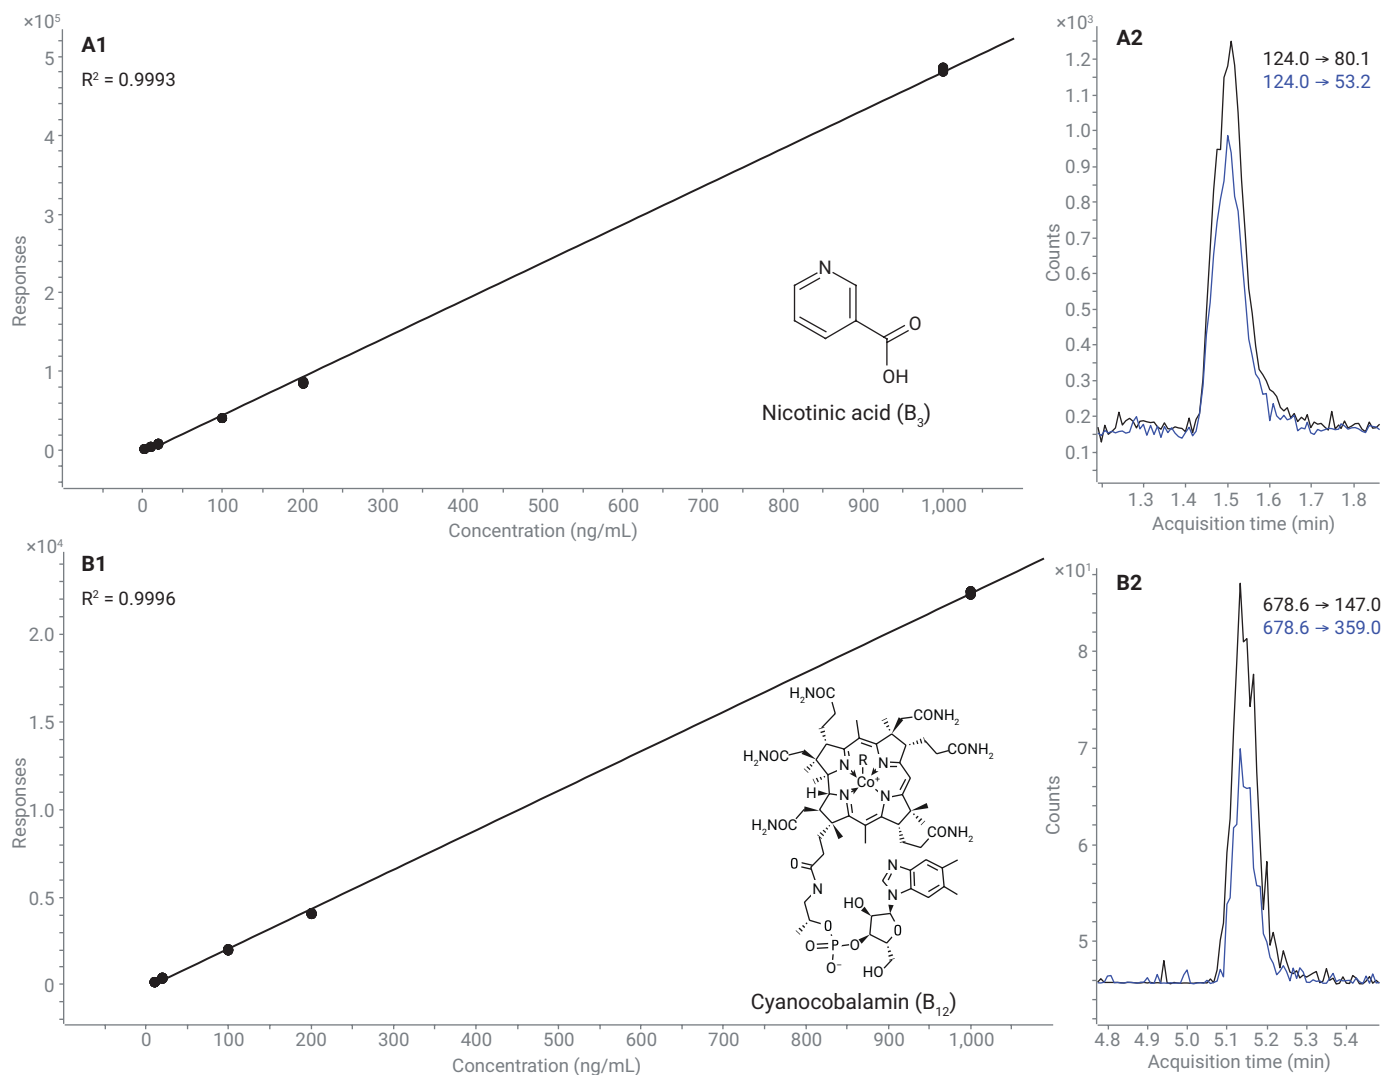 ×10⁵
A1
R² = 0.9993
5
4
3
2
1
0
Responses
0 100 200 300 400 500 600 700 800 900 1,000
Concentration (ng/mL)
N
O
OH
Nicotinic acid (B₃)
×10³
A2
124.0 → 80.1
124.0 → 53.2
1.2
1.1
1.0
0.9
0.8
0.7
0.6
0.5
0.4
0.3
0.2
0.1
Counts
1.3 1.4 1.5 1.6 1.7 1.8
Acquisition time (min)
×10⁴
B1
R² = 0.9996
2.0
1.5
1.0
0.5
0
Responses
0 100 200 300 400 500 600 700 800 900 1,000
Concentration (ng/mL)
H₂NOC
CONH₂
H₂NOC
CONH₂
R
N N
Co⁺
H N N
H₂NOC
CONH₂
O
N
N
N
HO
O
O
O=P–O
O⁻
HO
Cyanocobalamin (B₁₂)
×10¹
B2
678.6 → 147.0
678.6 → 359.0
8
7
6
5
Counts
4.8 4.9 5.0 5.1 5.2 5.3 5.4
Acquisition time (min)